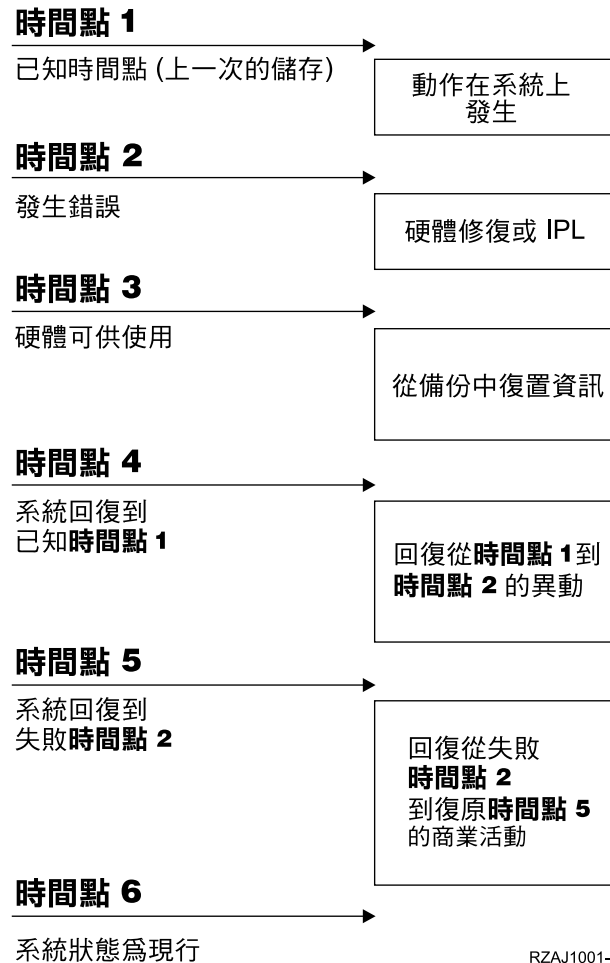 時間點 1
已知時間點 (上一次的儲存)
動作在系統上
發生
時間點 2
發生錯誤
硬體修復或 IPL
時間點 3
硬體可供使用
從備份中復置資訊
時間點 4
系統回復到
已知時間點 1
回復從時間點 1到
時間點 2 的異動
時間點 5
系統回復到
失敗時間點 2
回復從失敗
時間點 2
到復原時間點 5
的商業活動
時間點 6
系統狀態爲現行
RZAJ1001-